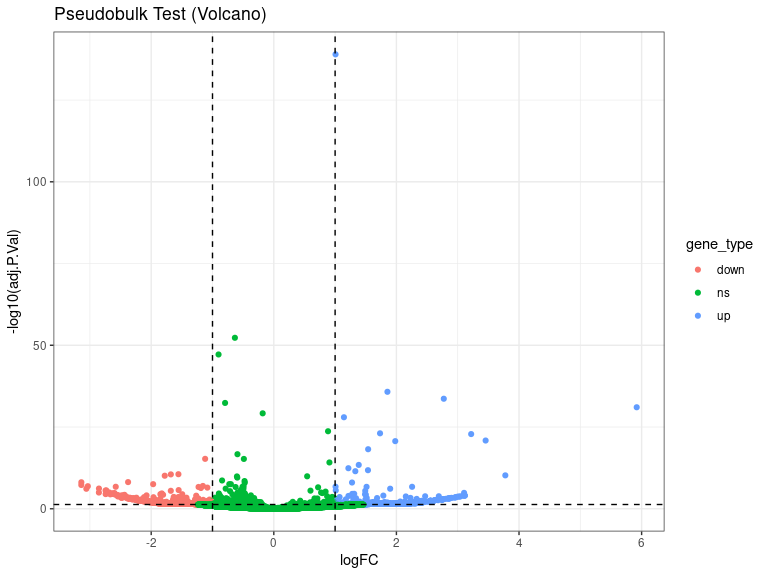 Pseudobulk Test (Volcano)
100
50
0
-log10(adj.P.Val)
-2
0
2
4
6
logFC
gene_type
down
ns
up